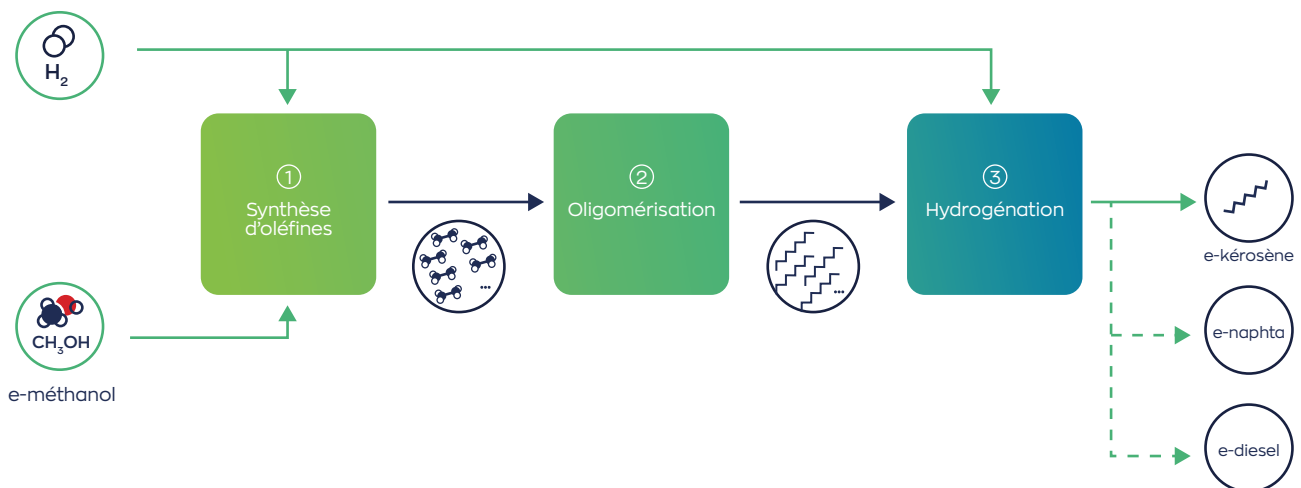 H2
①
Synthèse
d'oléfines
②
Oligomérisation
③
Hydrogénation
...
...
e-kérosène
CH3OH
e-méthanol
e-naphta
e-diesel